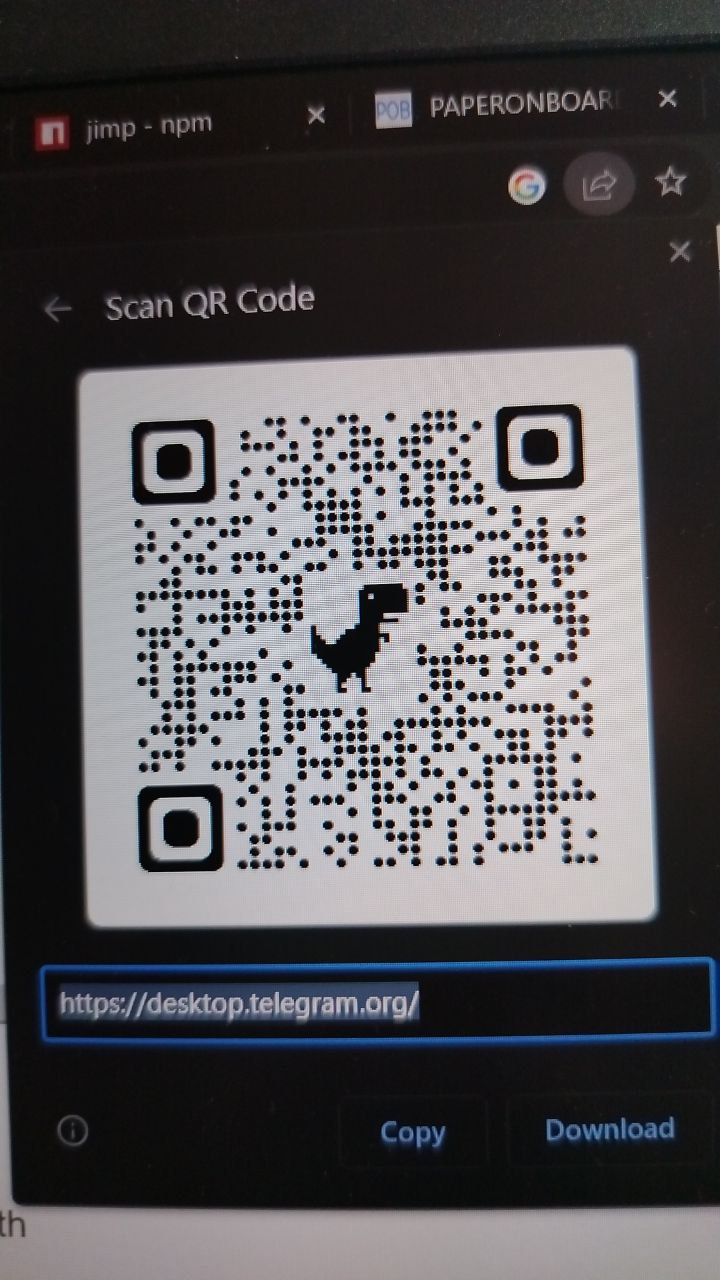 jimp - npm
POB PAPERONBOAR
Scan QR Code
https://desktop.telegram.org/
Copy
Download
th